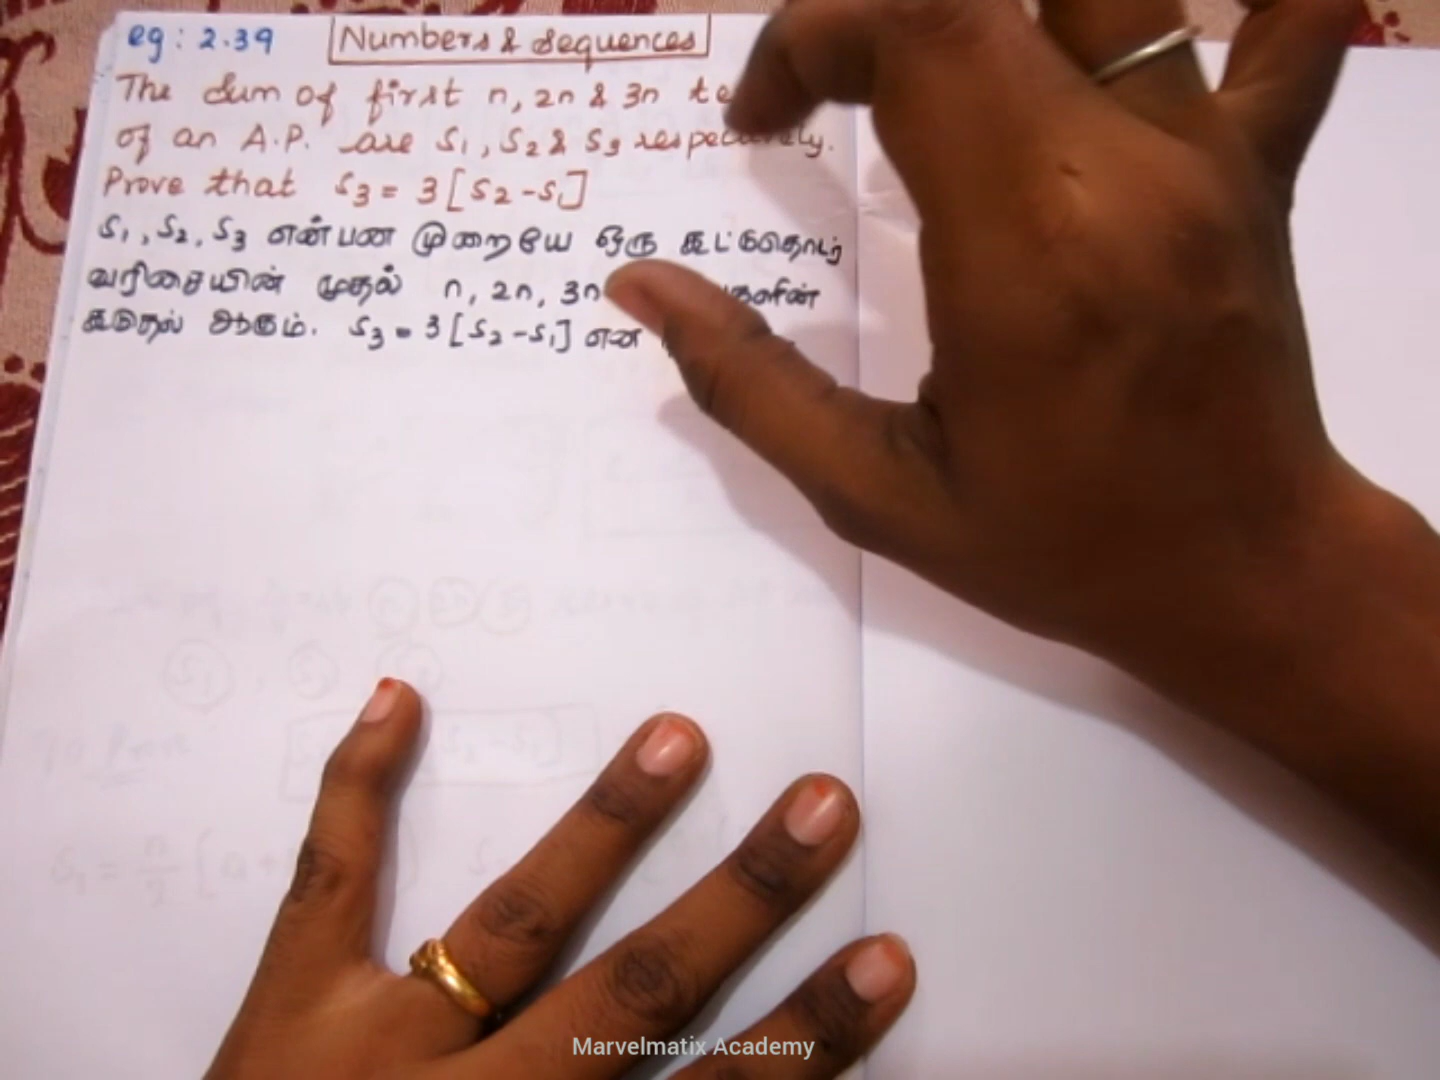 eg: 2.39
Numbers & Sequences
The Sum of first n, 2n & 3n
of an A.P. are S1, S2 & S3 respectively.
Prove that S3 = 3[S2-S1]
S1, S2, S3 என்பன முறையே ஒரு கூட்டுதொடர்
வரிசையின் முதல் n, 2n, 3n
கூடுதல் ஆகும். S3 = 3[S2-S1] என
Marvelmatix Academy